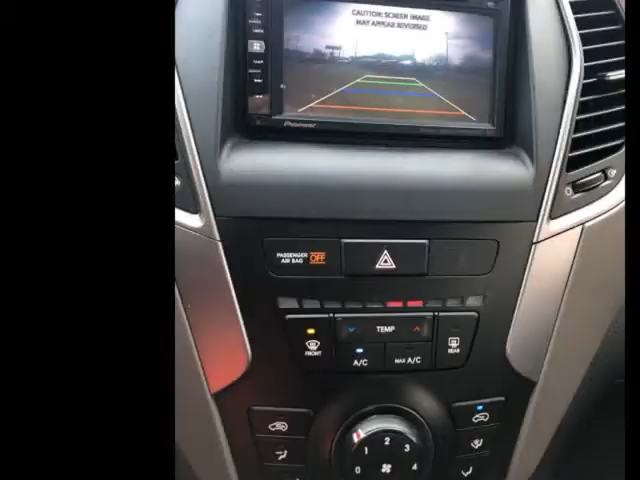 CAUTION: SCREEN IMAGE
MAY APPEAR REVERSED
Pioneer
PASSENGER
AIR BAG OFF
TEMP
FRONT
A/C
MAX A/C
REAR
1 2 3
0 4